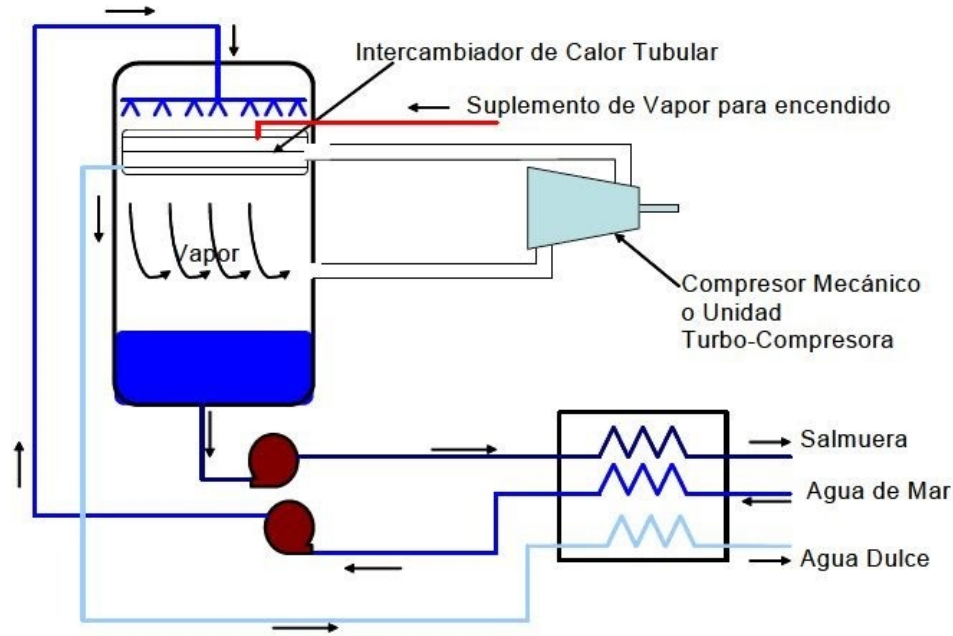 Intercambiador de Calor Tubular
Suplemento de Vapor para encendido
Vapor
Compresor Mecánico
o Unidad
Turbo-Compresora
Salmuera
Agua de Mar
Agua Dulce